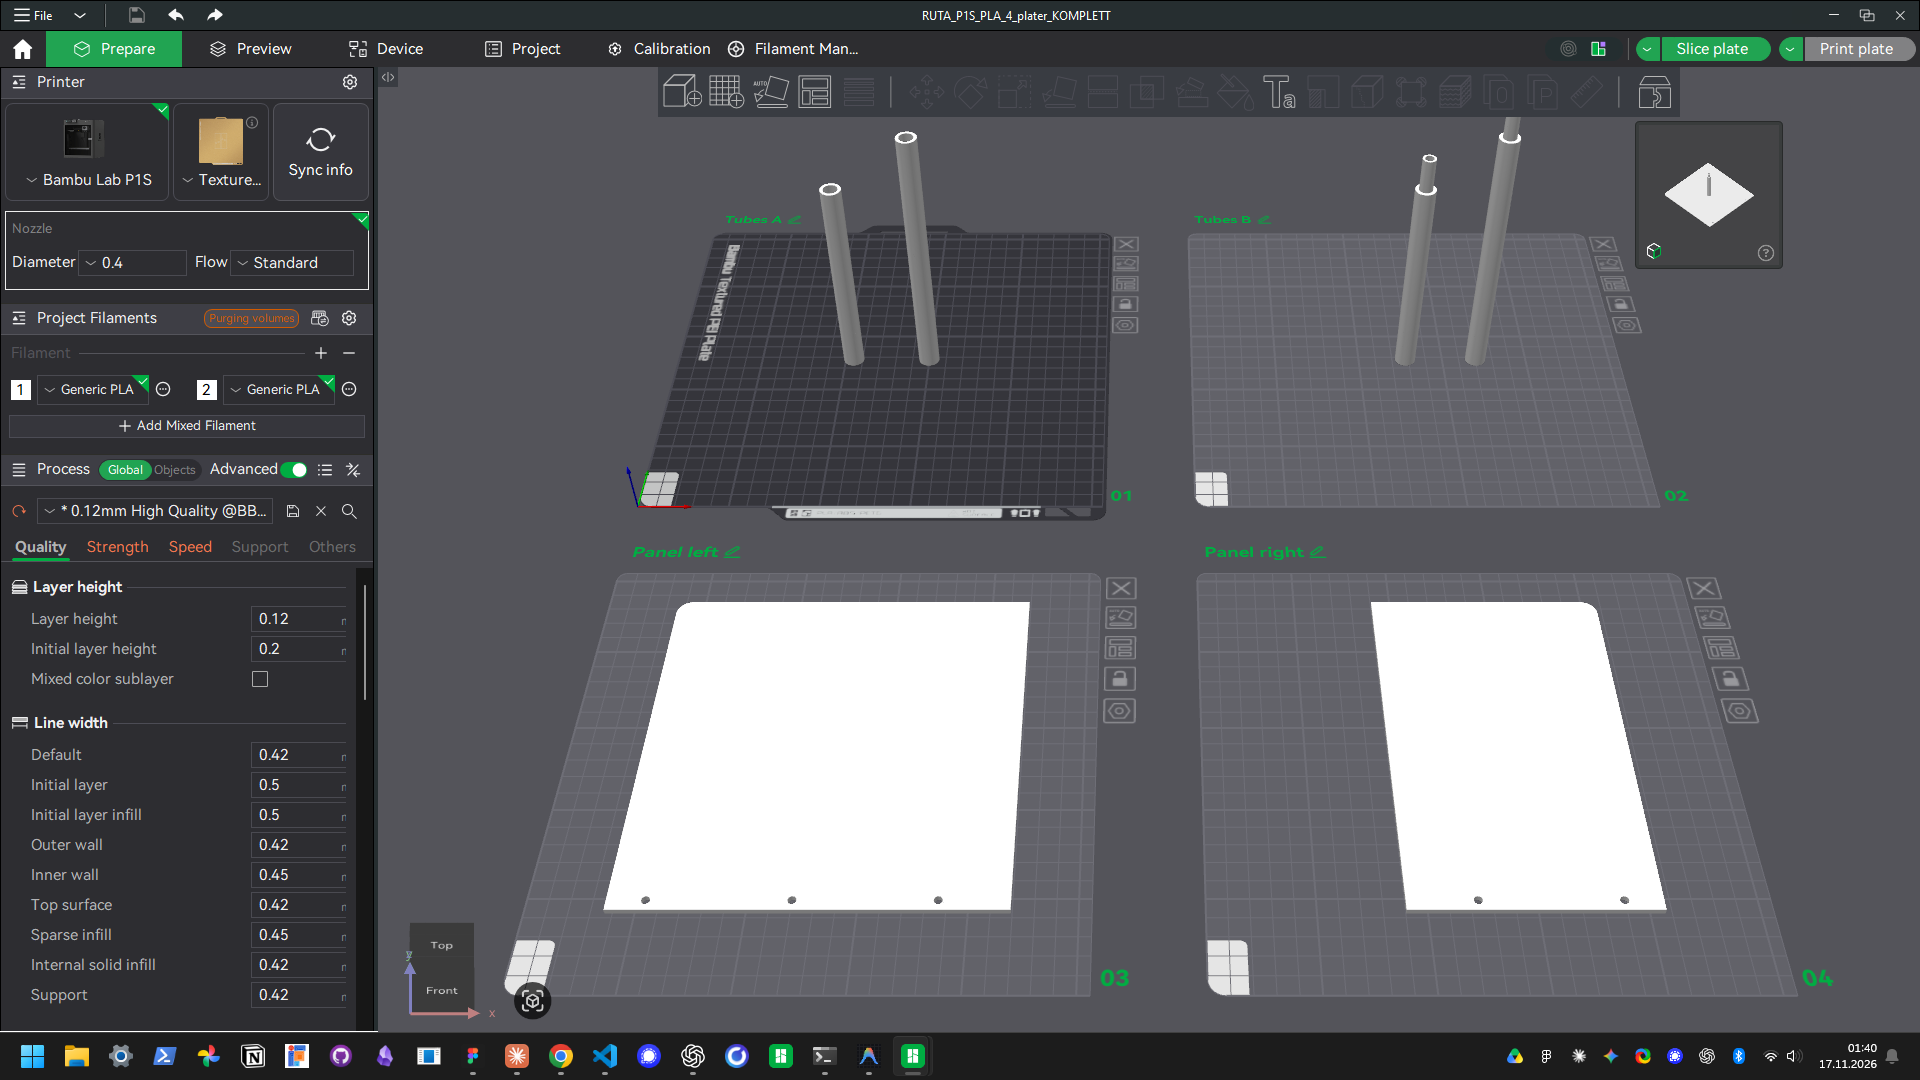 File
RUTA_P1S_PLA_4_plater_KOMPLETT
Prepare
Preview
Device
Project
Calibration
Filament Man...
Slice plate
Print plate
Printer
Bambu Lab P1S
Texture...
Sync info
Nozzle
Diameter
0.4
Flow
Standard
Project Filaments
Purging volumes
Filament
1
Generic PLA
2
Generic PLA
Add Mixed Filament
Process
Global
Objects
Advanced
* 0.12mm High Quality @BB...
Quality
Strength
Speed
Support
Others
Layer height
Layer height
0.12
Initial layer height
0.2
Mixed color sublayer
Line width
Default
0.42
Initial layer
0.5
Initial layer infill
0.5
Outer wall
0.42
Inner wall
0.45
Top surface
0.42
Sparse infill
0.45
Internal solid infill
0.42
Support
0.42
AUTO
Ta
Tubes A
Bambu Textured PEI Plate
01
Tubes B
02
Panel left
03
Panel right
04
Top
Front
y
x
01:40
17.11.2026